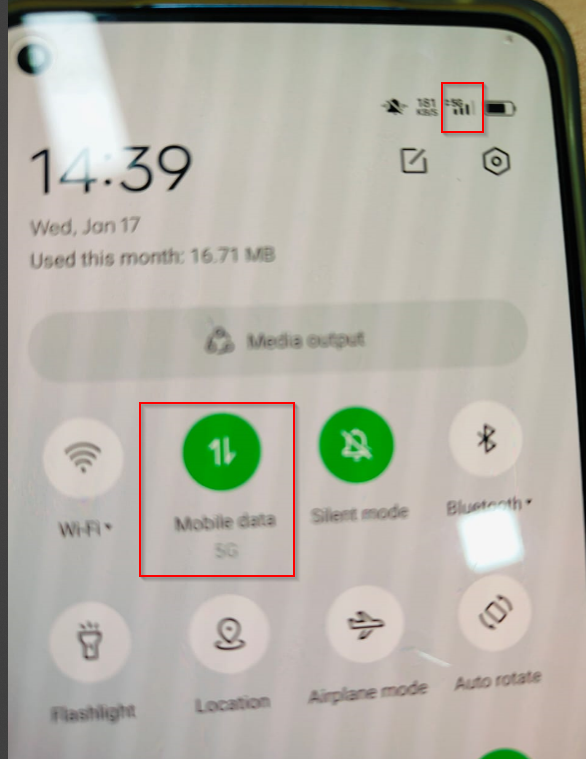 181
KB/S
5G
14:39
Wed, Jan 17
Used this month: 16.71 MB
Media output
Wi-Fi
Mobile data
5G
Silent mode
Bluetooth
Flashlight
Location
Airplane mode
Auto rotate